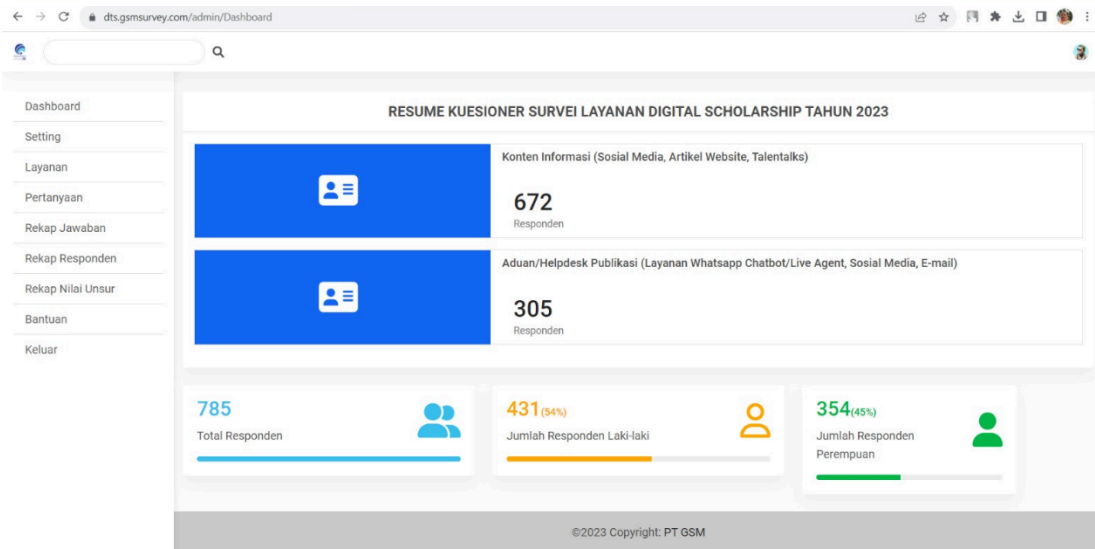 dts.gsmsurvey.com/admin/Dashboard
Dashboard
Setting
Layanan
Pertanyaan
Rekap Jawaban
Rekap Responden
Rekap Nilai Unsur
Bantuan
Keluar
RESUME KUESIONER SURVEI LAYANAN DIGITAL SCHOLARSHIP TAHUN 2023
Konten Informasi (Sosial Media, Artikel Website, Talentalks)
672
Responden
Aduan/Helpdesk Publikasi (Layanan Whatsapp Chatbot/Live Agent, Sosial Media, E-mail)
305
Responden
785
Total Responden
431(54%)
Jumlah Responden Laki-laki
354(45%)
Jumlah Responden
Perempuan
©2023 Copyright: PT GSM